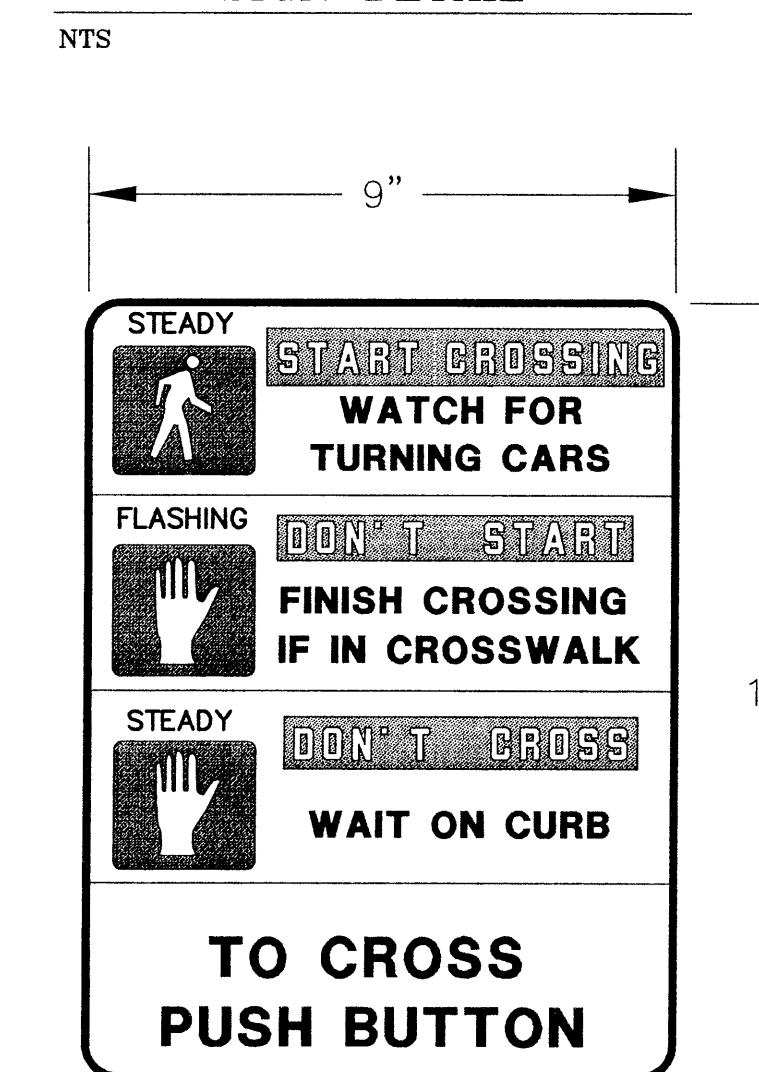 NTS
9”
STEADY
START CROSSING
WATCH FOR
TURNING CARS
FLASHING
DON'T START
FINISH CROSSING
IF IN CROSSWALK
STEADY
DON'T CROSS
WAIT ON CURB
TO CROSS
PUSH BUTTON